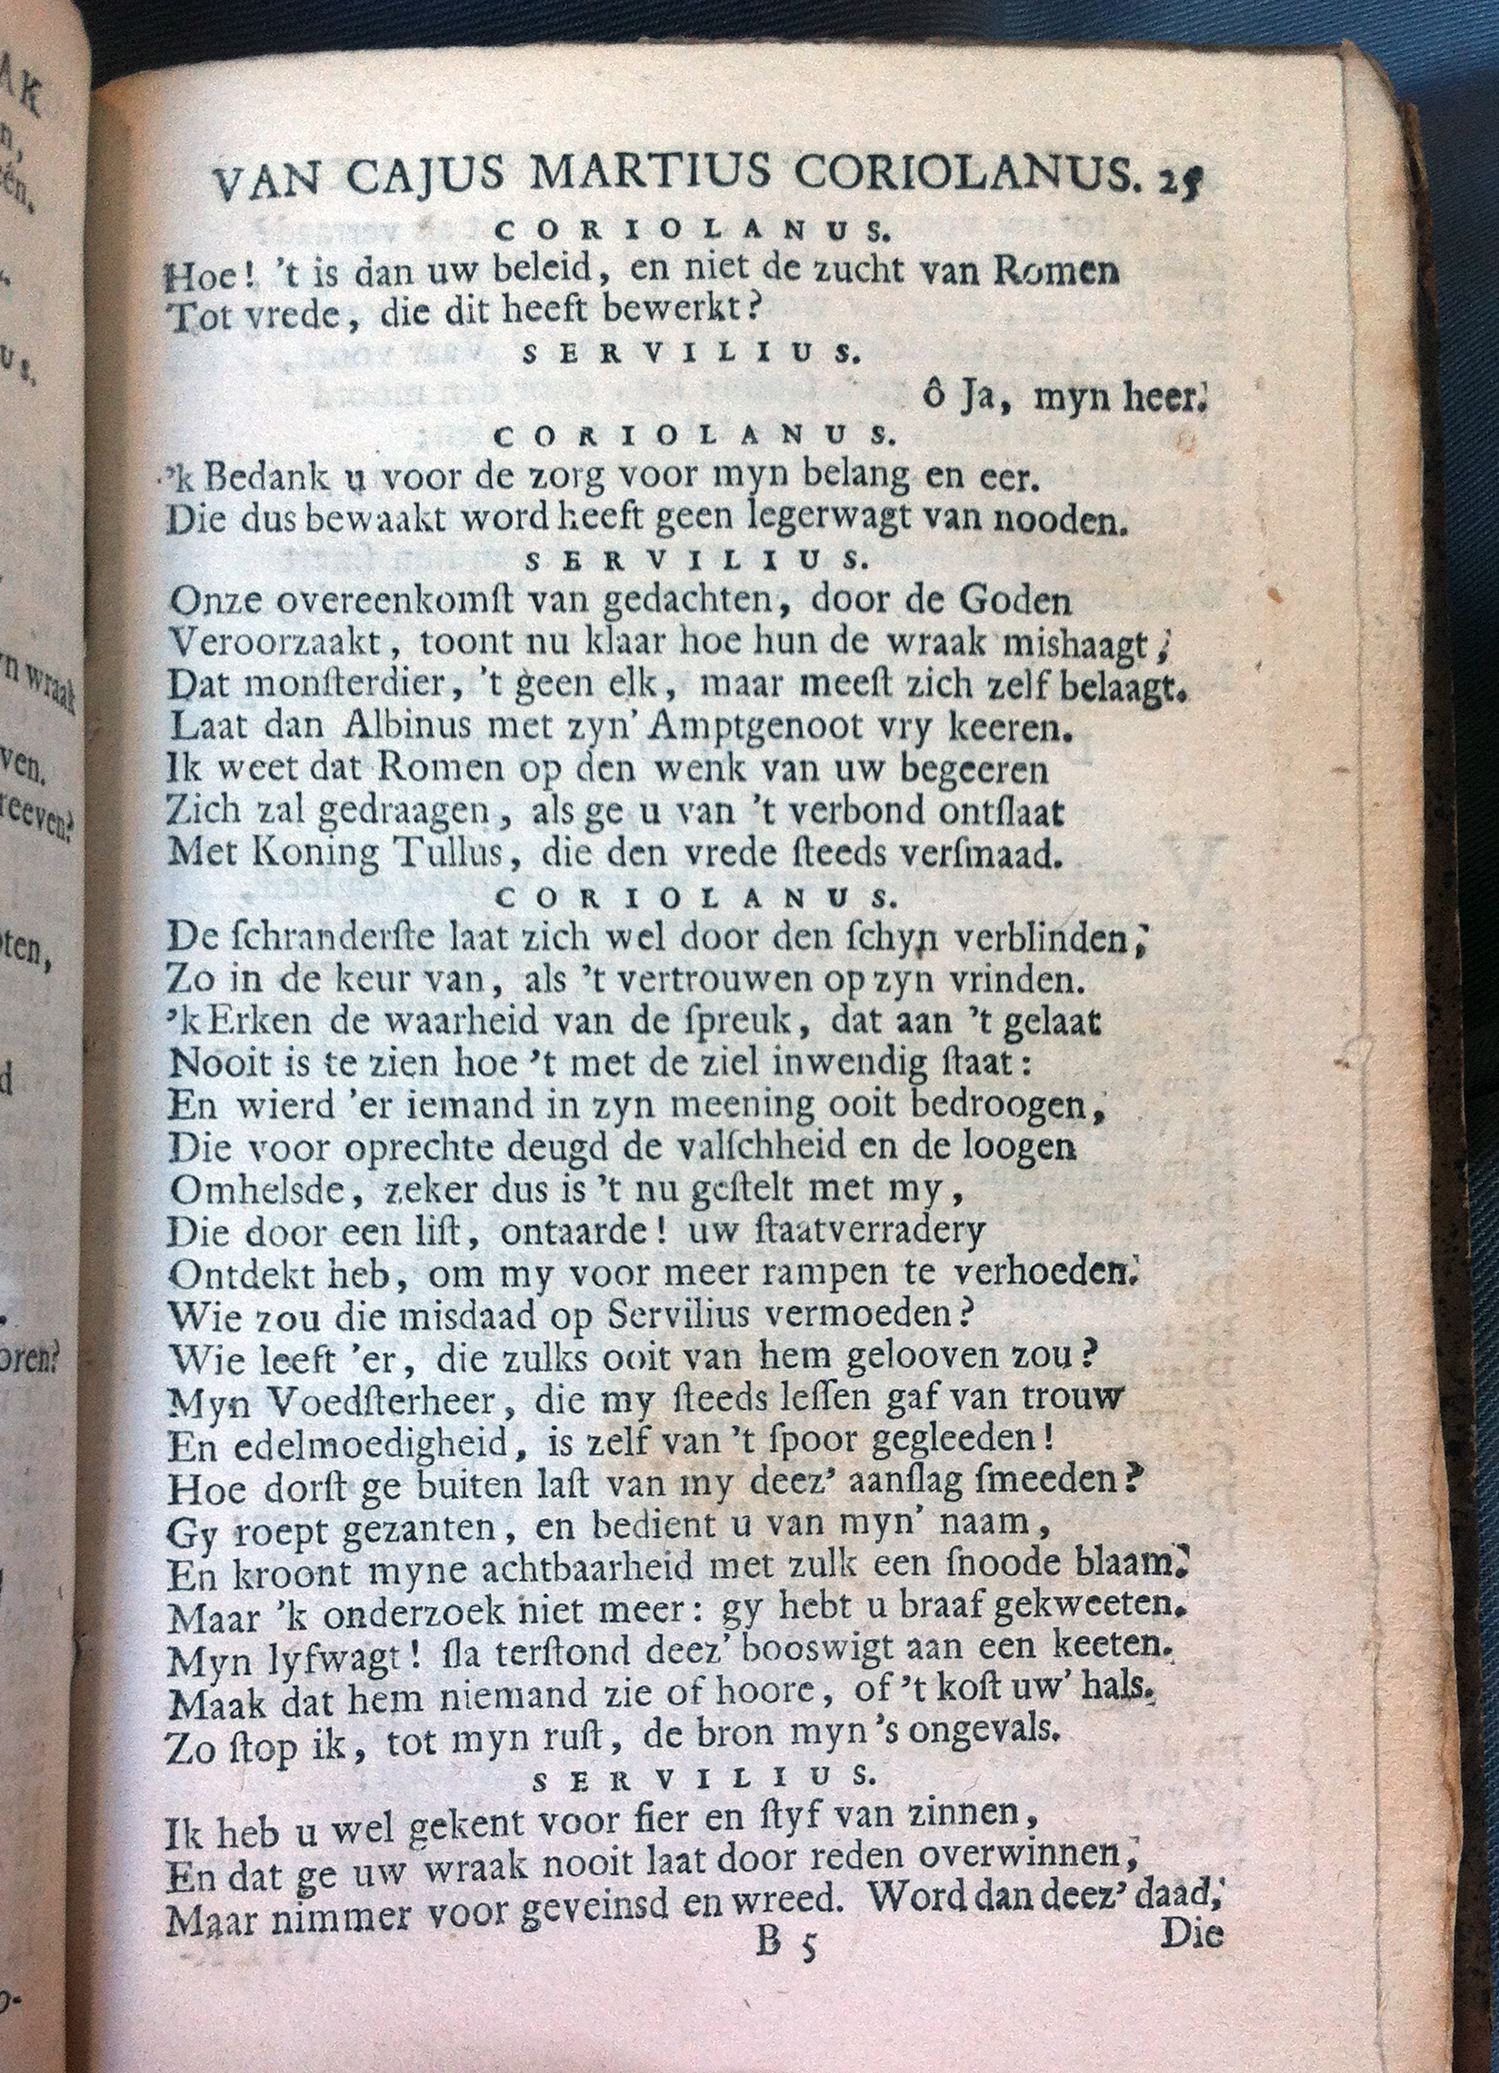 VAN CAJUS MARTIUS CORIOLANUS. 25
CORIOLANUS.
Hoe! 't is dan uw beleid, en niet de zucht van Romen
Tot vrede, die dit heeft bewerkt?
SERVILIUS.
ô Ja, myn heer.
CORIOLANUS.
'k Bedank u voor de zorg voor myn belang en eer.
Die dus bewaakt word heeft geen legerwagt van nooden.
SERVILIUS.
Onze overeenkomſt van gedachten, door de Goden
Veroorzaakt, toont nu klaar hoe hun de wraak mishaagt;
Dat monſterdier, 't geen elk, maar meeſt zich zelf belaagt.
Laat dan Albinus met zyn' Amptgenoot vry keeren.
Ik weet dat Romen op den wenk van uw begeeren
Zich zal gedraagen, als ge u van 't verbond ontſlaat
Met Koning Tullus, die den vrede ſteeds verſmaad.
CORIOLANUS.
De ſchranderſte laat zich wel door den ſchyn verblinden;
Zo in de keur van, als 't vertrouwen op zyn vrinden.
'k Erken de waarheid van de ſpreuk, dat aan 't gelaat
Nooit is te zien hoe 't met de ziel inwendig ſtaat:
En wierd 'er iemand in zyn meening ooit bedroogen,
Die voor oprechte deugd de valſchheid en de loogen
Omhelsde, zeker dus is 't nu geſtelt met my,
Die door een liſt, ontaarde! uw ſtaatverradery
Ontdekt heb, om my voor meer rampen te verhoeden.
Wie zou die misdaad op Servilius vermoeden?
Wie leeft 'er, die zulks ooit van hem gelooven zou?
Myn Voedſterheer, die my ſteeds leſſen gaf van trouw
En edelmoedigheid, is zelf van 't ſpoor gegleeden!
Hoe dorſt ge buiten laſt van my deez' aanſlag ſmeeden?
Gy roept gezanten, en bedient u van myn' naam,
En kroont myne achtbaarheid met zulk een ſnoode blaam.
Maar 'k onderzoek niet meer: gy hebt u braaf gekweeten.
Myn lyfwagt! ſla terſtond deez' booswigt aan een keeten.
Maak dat hem niemand zie of hoore, of 't koſt uw' hals.
Zo ſtop ik, tot myn ruſt, de bron myn 's ongevals.
SERVILIUS.
Ik heb u wel gekent voor fier en ſtyf van zinnen,
En dat ge uw wraak nooit laat door reden overwinnen;
Maar nimmer voor geveinsd en wreed. Word dan deez' daad,
B 5 Die